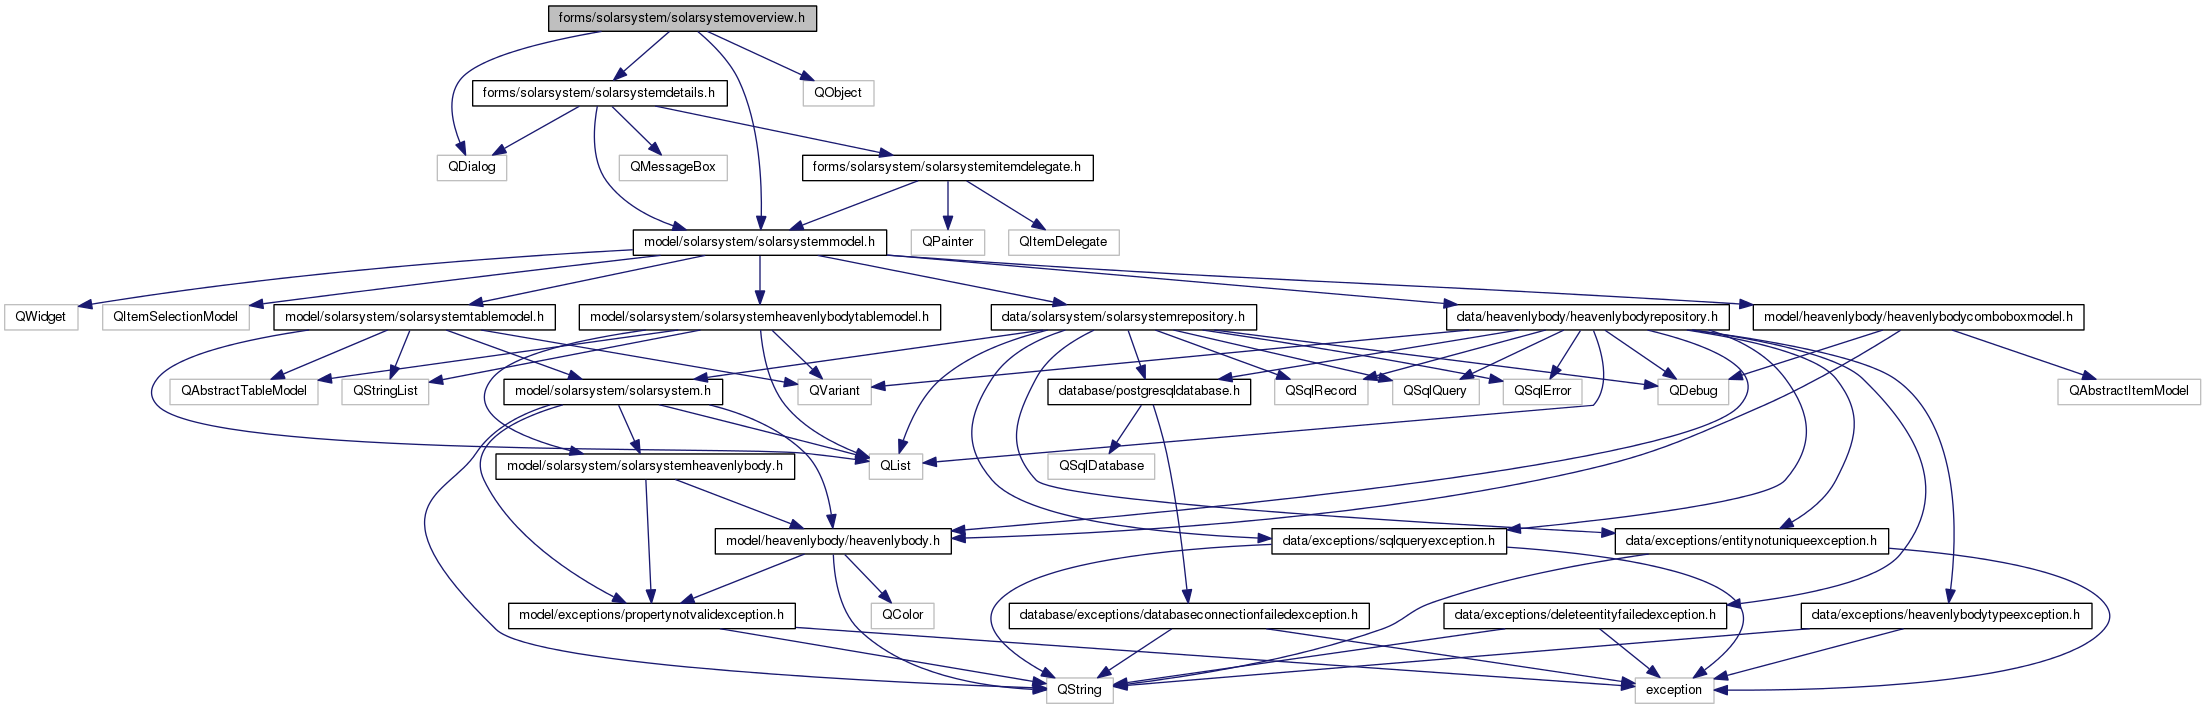 forms/solarsystem/solarsystemoverview.h
forms/solarsystem/solarsystemdetails.h
QObject
QDialog
QMessageBox
forms/solarsystem/solarsystemitemdelegate.h
model/solarsystem/solarsystemmodel.h
QPainter
QItemDelegate
QWidget
QItemSelectionModel
model/solarsystem/solarsystemtablemodel.h
model/solarsystem/solarsystemheavenlybodytablemodel.h
data/solarsystem/solarsystemrepository.h
data/heavenlybody/heavenlybodyrepository.h
model/heavenlybody/heavenlybodycomboboxmodel.h
QAbstractTableModel
QStringList
model/solarsystem/solarsystem.h
QVariant
database/postgresqldatabase.h
QSqlRecord
QSqlQuery
QSqlError
QDebug
QAbstractItemModel
model/solarsystem/solarsystemheavenlybody.h
QList
QSqlDatabase
model/heavenlybody/heavenlybody.h
data/exceptions/sqlqueryexception.h
data/exceptions/entitynotuniqueexception.h
model/exceptions/propertynotvalidexception.h
QColor
database/exceptions/databaseconnectionfailedexception.h
data/exceptions/deleteentityfailedexception.h
data/exceptions/heavenlybodytypeexception.h
QString
exception